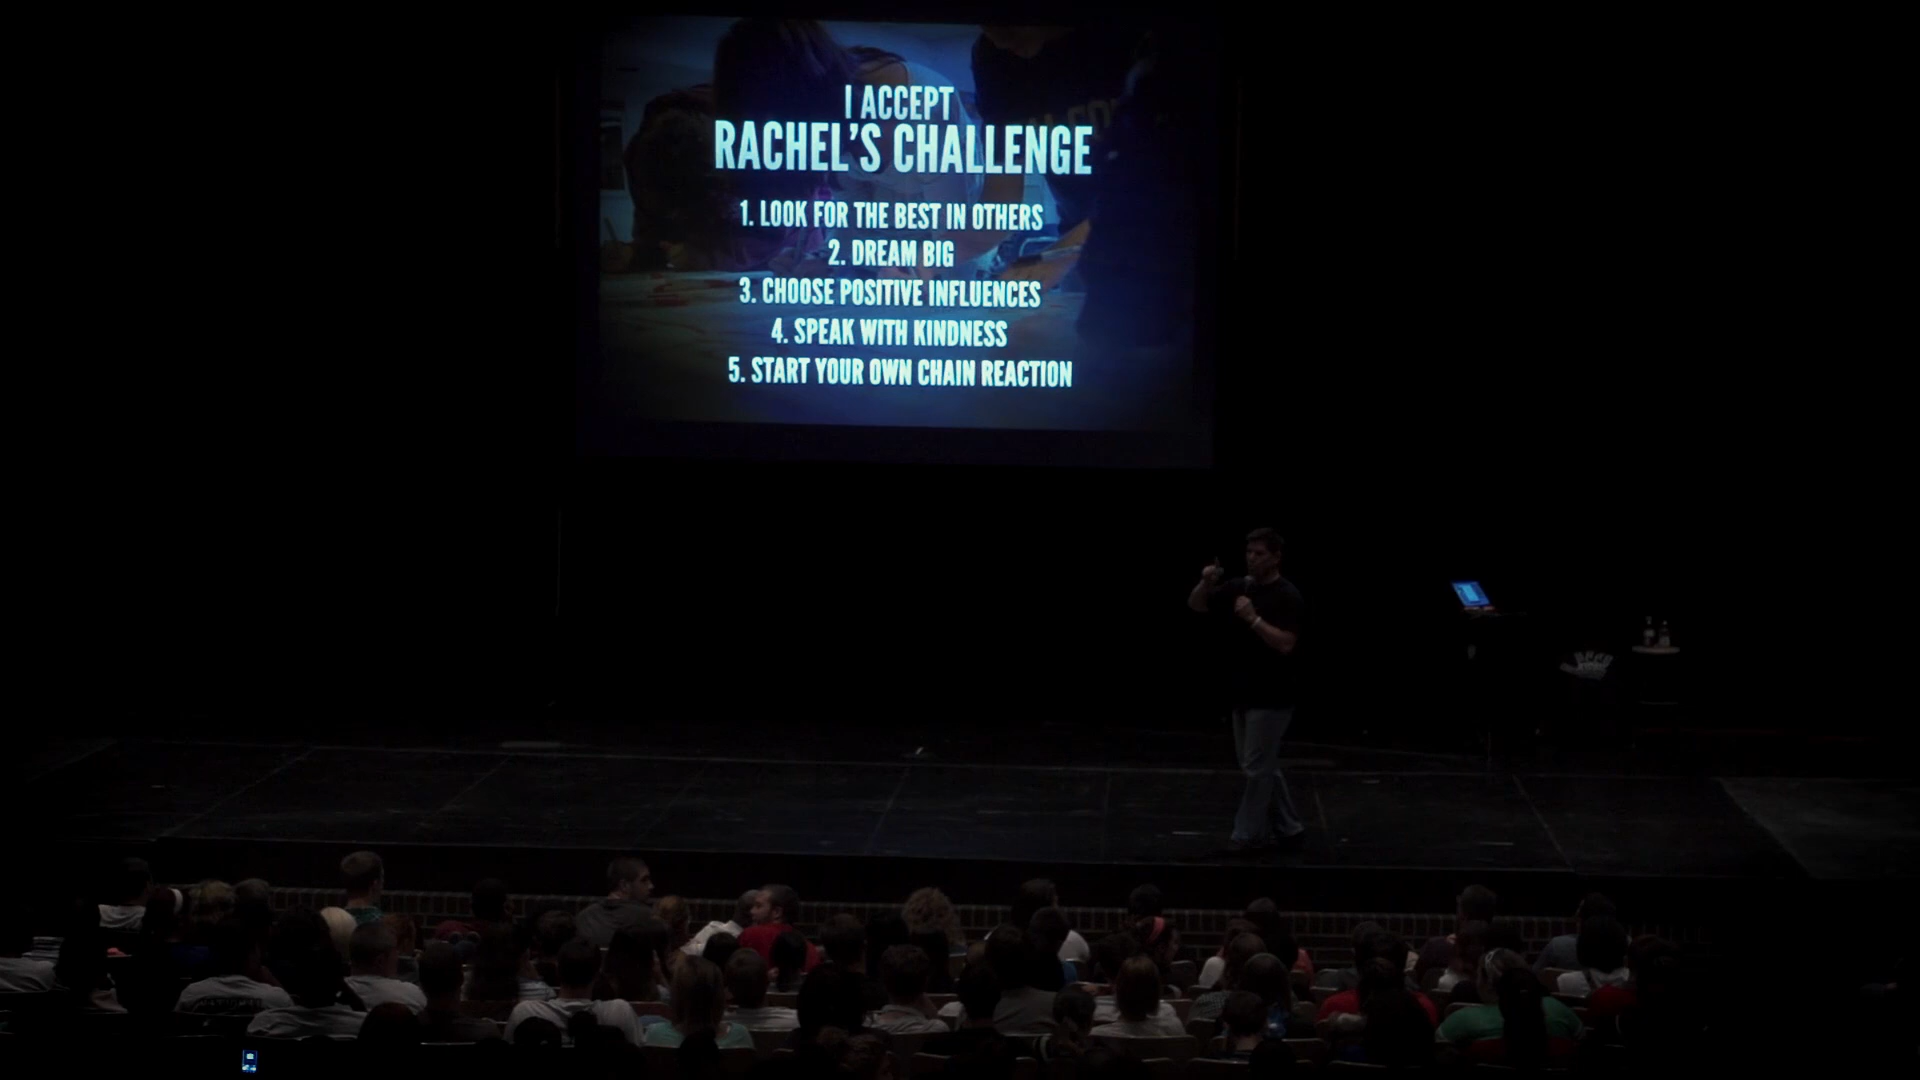 I ACCEPT
RACHEL'S CHALLENGE
1. LOOK FOR THE BEST IN OTHERS
2. DREAM BIG
3. CHOOSE POSITIVE INFLUENCES
4. SPEAK WITH KINDNESS
5. START YOUR OWN CHAIN REACTION